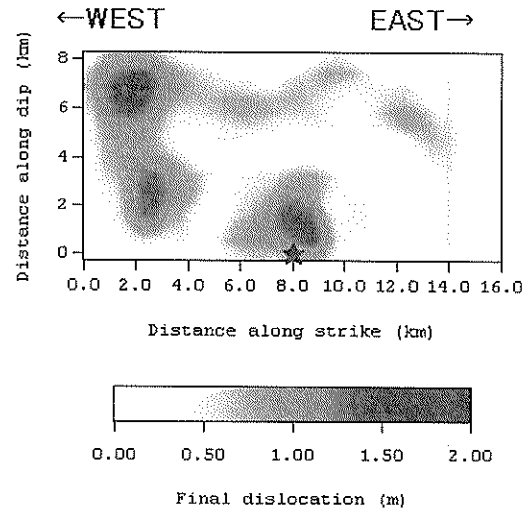 ←WEST EAST→
Distance along dip (km)
8
6
4
2
0
0.0 2.0 4.0 6.0 8.0 10.0 12.0 14.0 16.0
Distance along strike (km)
0.00 0.50 1.00 1.50 2.00
Final dislocation (m)